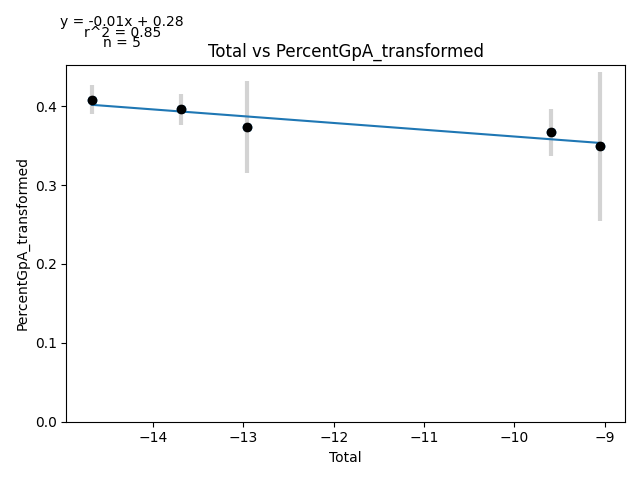 y = -0.01x + 0.28
r^2 = 0.85
n = 5
Total vs PercentGpA_transformed
PercentGpA_transformed
0.4
0.3
0.2
0.1
0.0
−14
−13
−12
−11
−10
−9
Total